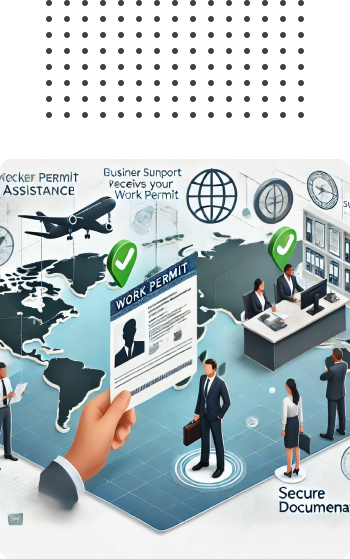 Wocker Permit
Assistance
Businer Sunport
Receivs your
Work Permit
WORK PERMIT
Secure
Documena